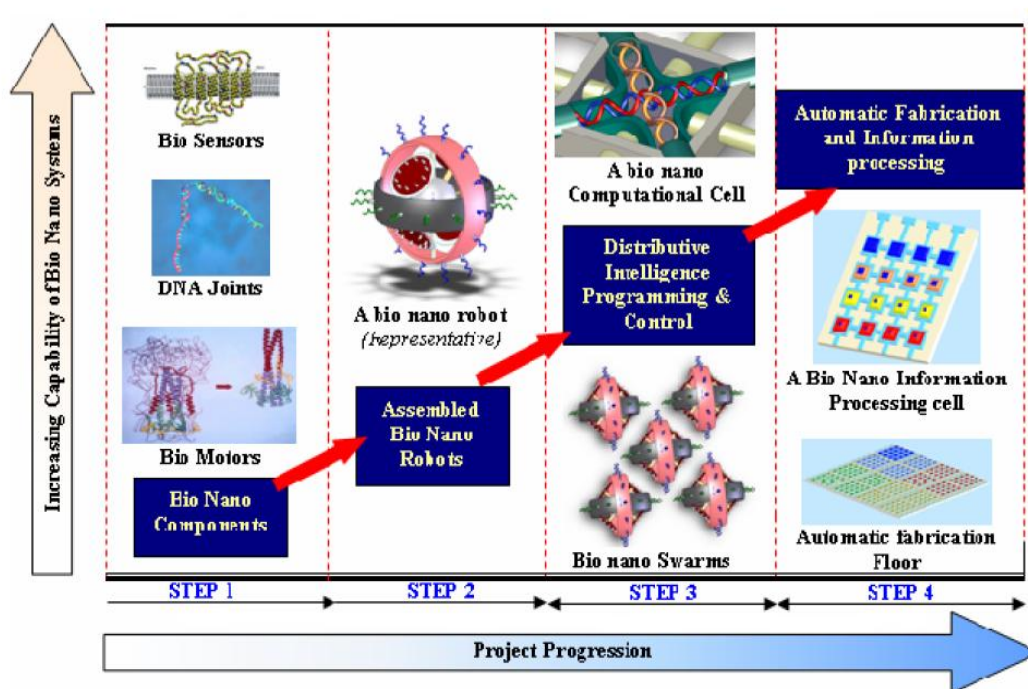 Increasing Capability of Bio Nano Systems
Bio Sensors
DNA Joints
Bio Motors
Bio Nano
Components
A bio nano robot
(Representative)
Assembled
Bio Nano
Robots
A bio nano
Computational Cell
Distributive
Intelligence
Programming &
Control
Bio nano Swarms
Automatic Fabrication
and Information
processing
A Bio Nano Information
Processing cell
Automatic fabrication
Floor
STEP 1
STEP 2
STEP 3
STEP 4
Project Progression